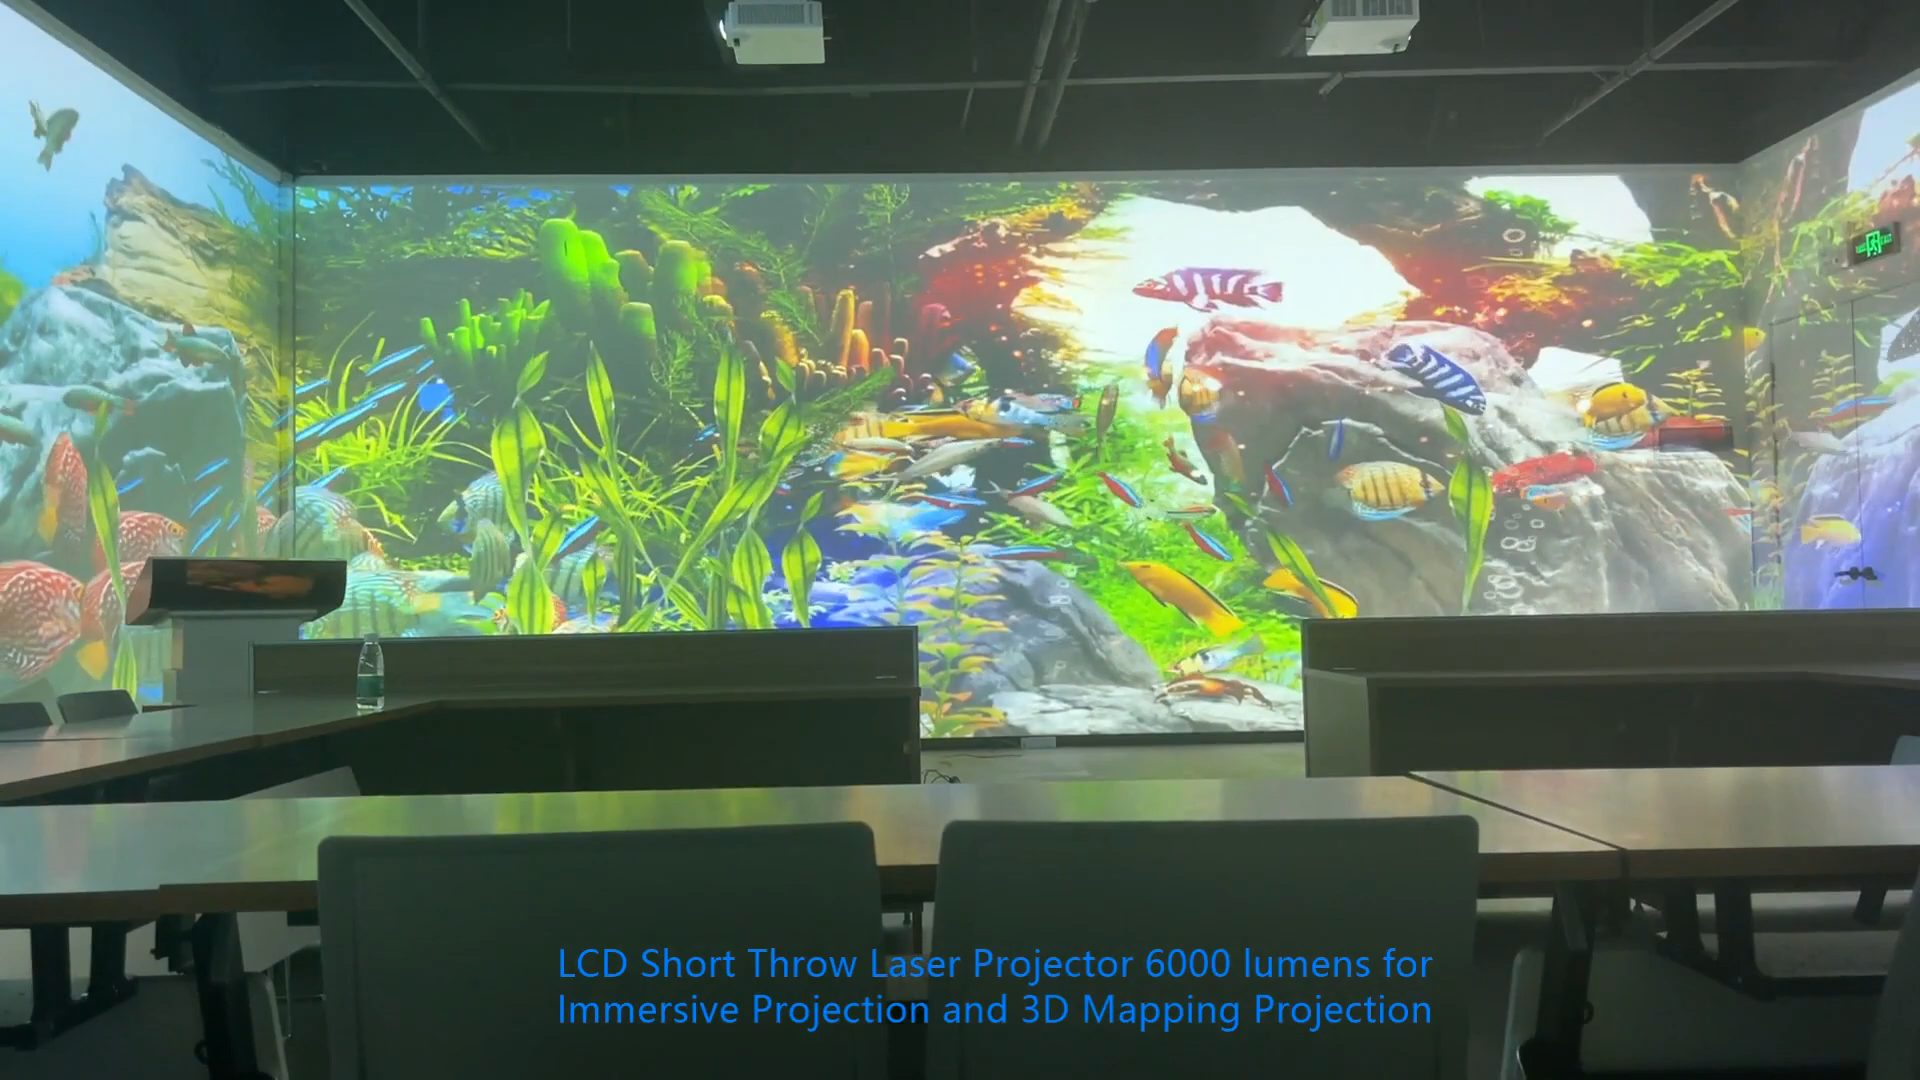 LCD Short Throw Laser Projector 6000 lumens for
Immersive Projection and 3D Mapping Projection